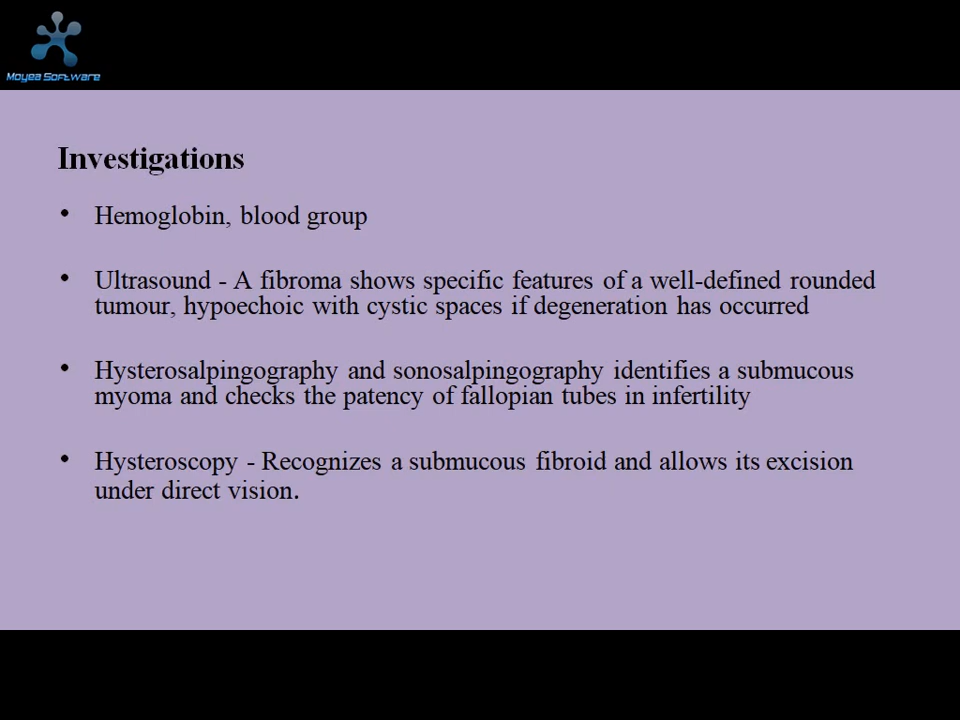 Moyea Software
Investigations
• Hemoglobin, blood group
• Ultrasound - A fibroma shows specific features of a well-defined rounded
tumour, hypoechoic with cystic spaces if degeneration has occurred
• Hysterosalpingography and sonosalpingography identifies a submucous
myoma and checks the patency of fallopian tubes in infertility
• Hysteroscopy - Recognizes a submucous fibroid and allows its excision
under direct vision.